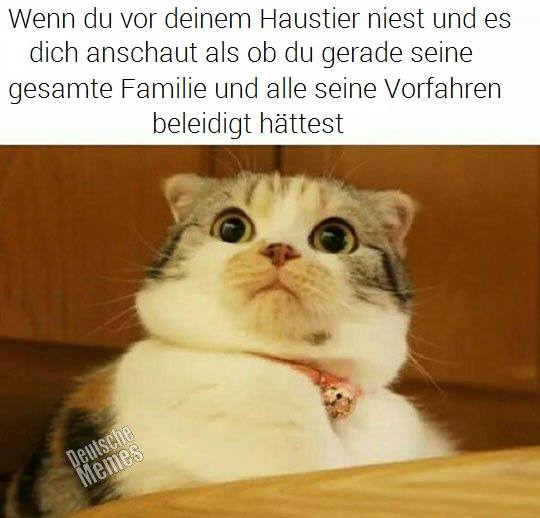 Wenn du vor deinem Haustier niest und es
dich anschaut als ob du gerade seine
gesamte Familie und alle seine Vorfahren
beleidigt hättest
Deutsche
Memes